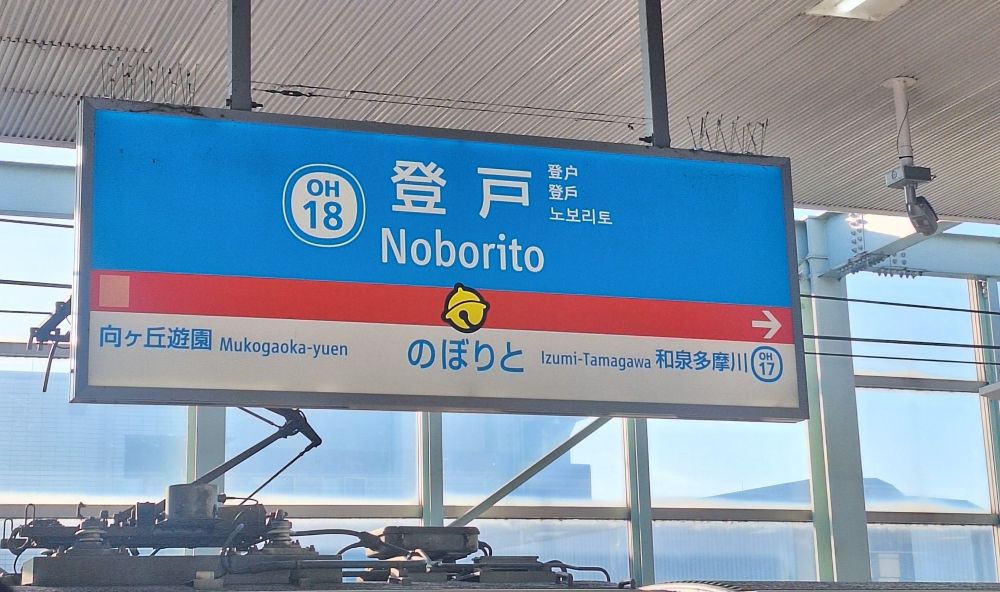 OH
18
登戸
登户
登戶
노보리토
Noborito
向ヶ丘遊園 Mukogaoka-yuen
のぼりと
Izumi-Tamagawa 和泉多摩川
OH
17